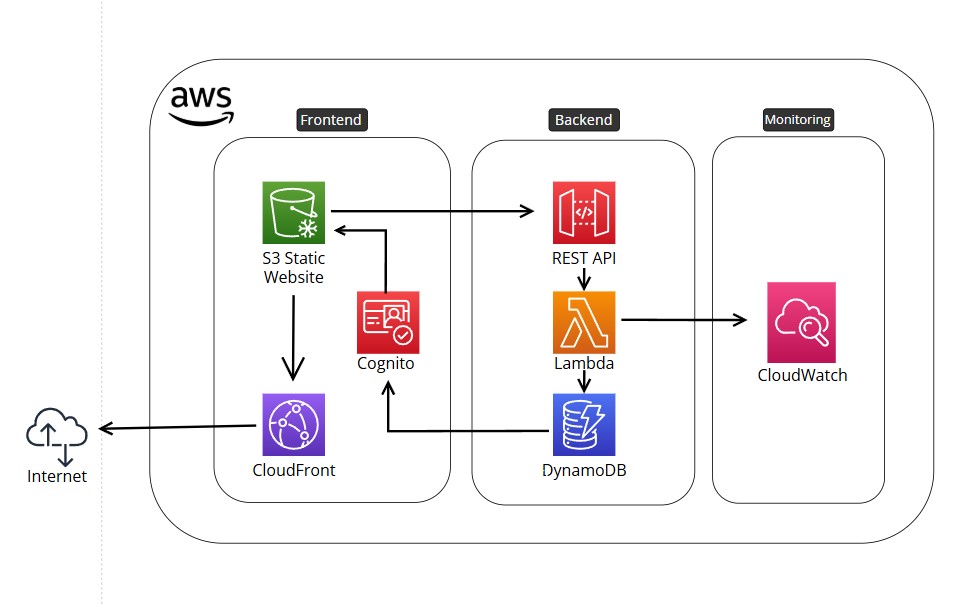 aws
Frontend
Backend
Monitoring
S3 Static
Website
REST API
Cognito
Lambda
CloudWatch
CloudFront
DynamoDB
Internet